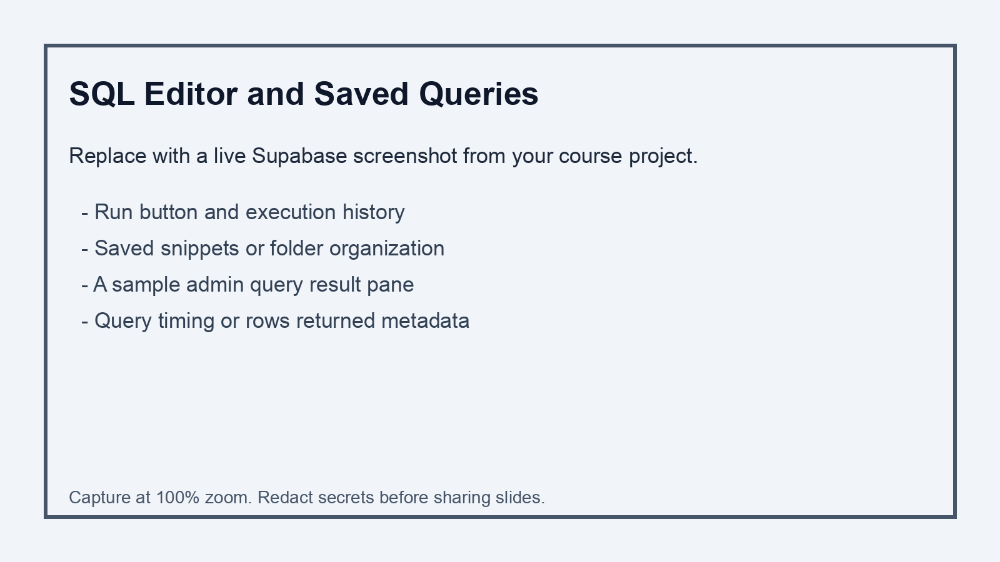 SQL Editor and Saved Queries
Replace with a live Supabase screenshot from your course project.
- Run button and execution history
- Saved snippets or folder organization
- A sample admin query result pane
- Query timing or rows returned metadata
Capture at 100% zoom. Redact secrets before sharing slides.